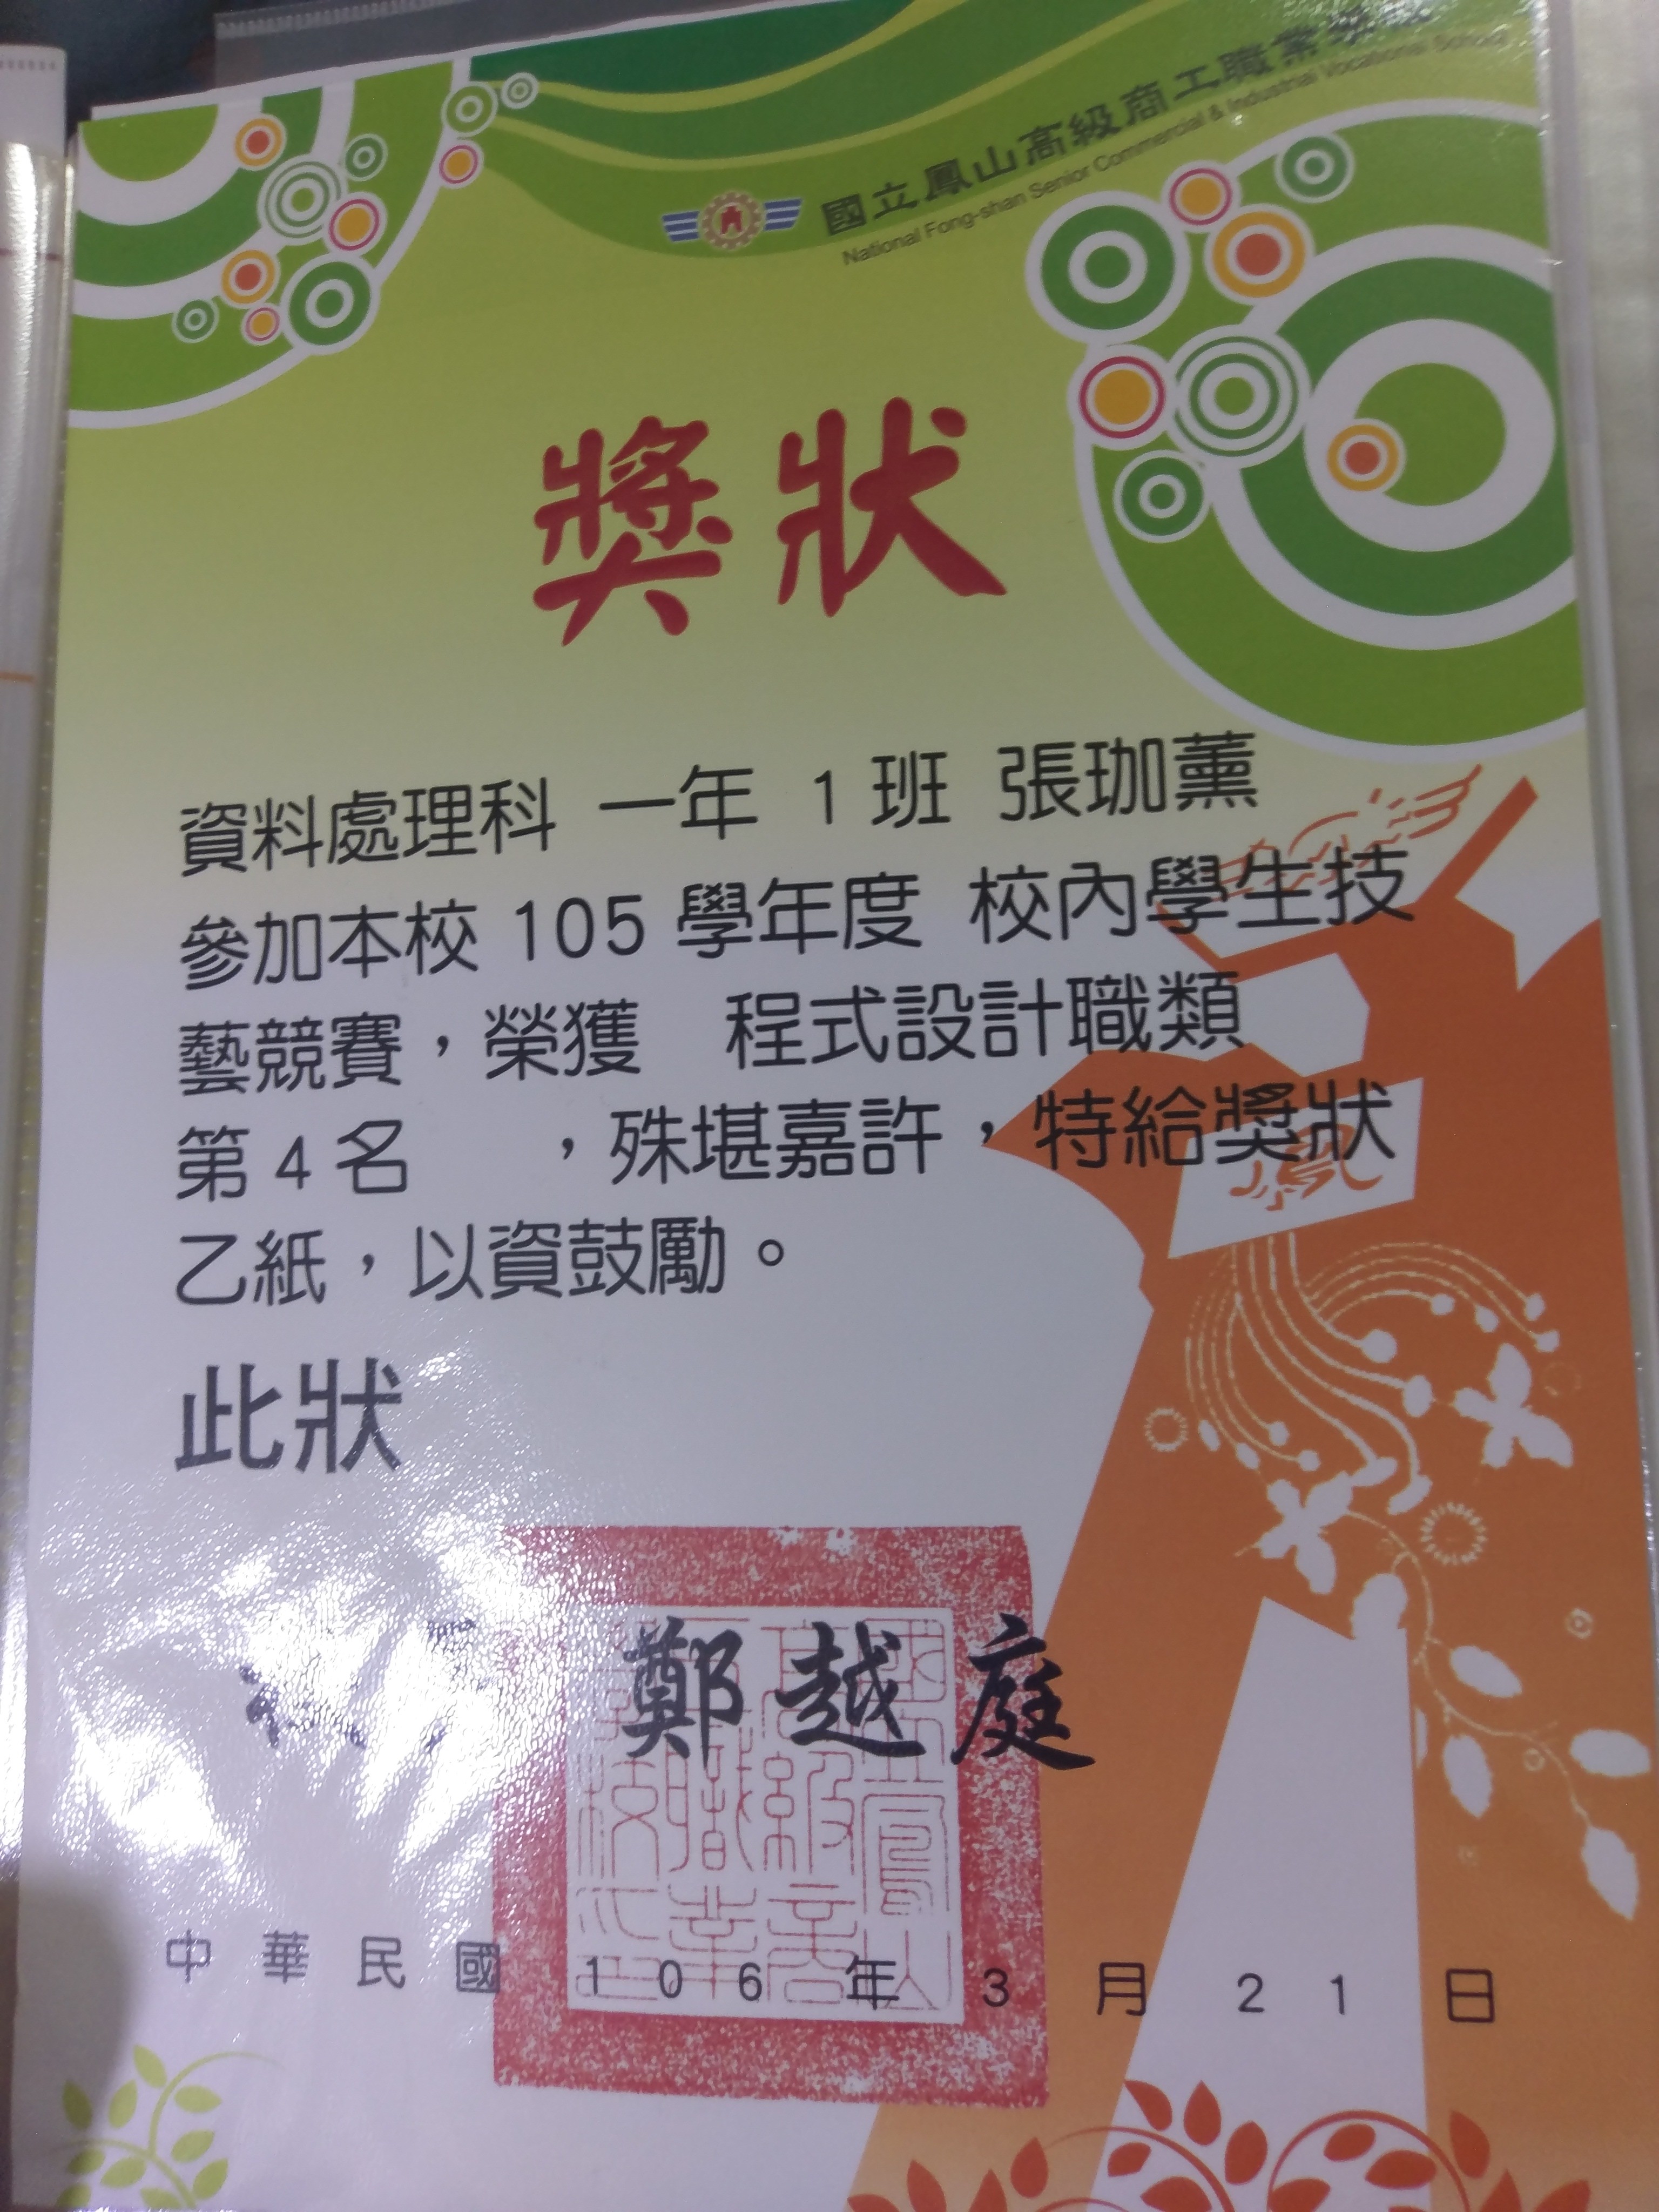 國立鳳山高級商工職業學校
National Fong-shan Senior Commercial & Industrial Vocational School
獎狀
資料處理科 一年 1 班 張珈薰
參加本校 105 學年度 校內學生技
藝競賽，榮獲 程式設計職類
第 4 名 ，殊堪嘉許，特給獎狀
乙紙，以資鼓勵。
此狀
鄭越庭
中華民國 106 年 3 月 21 日